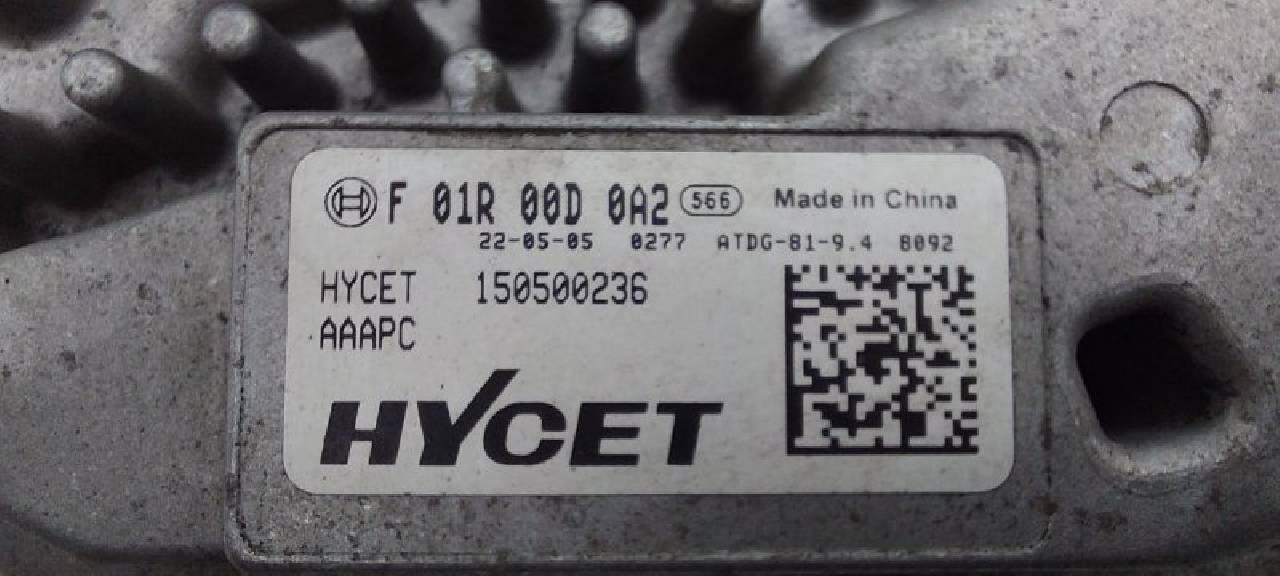 F 01R 00D 0A2 566 Made in China
22-05-05 0277 ATDG-81-9.4 8092
HYCET 150500236
AAAPC
HYCET